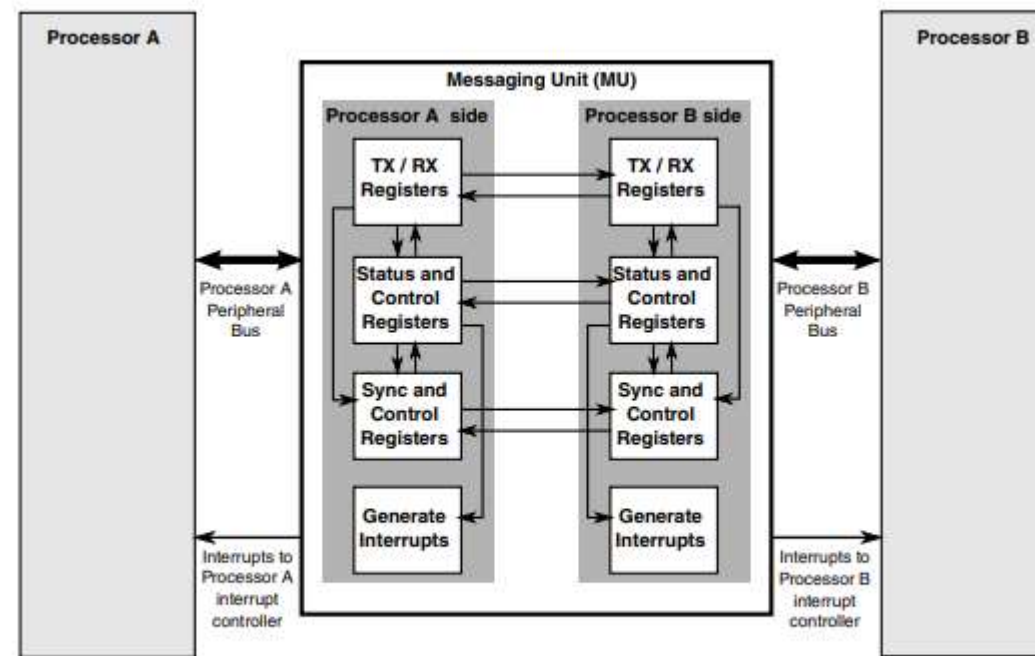 Processor A
Processor B
Messaging Unit (MU)
Processor A side
Processor B side
TX / RX
Registers
TX / RX
Registers
Status and
Control
Registers
Status and
Control
Registers
Processor A
Peripheral
Bus
Processor B
Peripheral
Bus
Sync and
Control
Registers
Sync and
Control
Registers
Generate
Interrupts
Generate
Interrupts
Interrupts to
Processor A
interrupt
controller
Interrupts to
Processor B
interrupt
controller